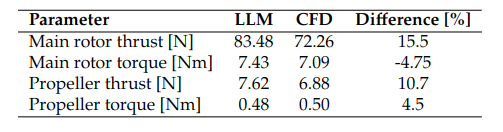 Parameter LLM CFD Difference [%]
Main rotor thrust [N] 83.48 72.26 15.5
Main rotor torque [Nm] 7.43 7.09 -4.75
Propeller thrust [N] 7.62 6.88 10.7
Propeller torque [Nm] 0.48 0.50 4.5